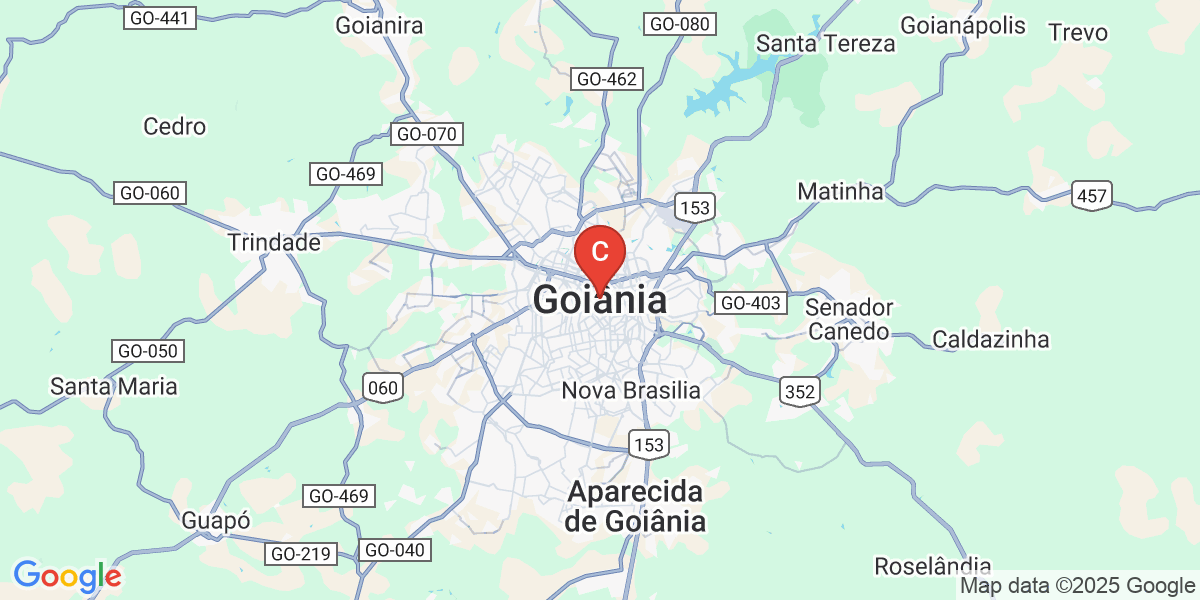 GO-441
Goianira
GO-080
Goianápolis
Trevo
Santa Tereza
GO-462
Cedro
GO-070
GO-469
GO-060
Matinha
457
153
Trindade
C
Goiânia
GO-403
Senador
Canedo
Caldazinha
GO-050
Santa Maria
060
Nova Brasilia
352
153
Aparecida
de Goiânia
GO-469
Guapó
GO-219
GO-040
Roselândia
Google
Map data ©2025 Google